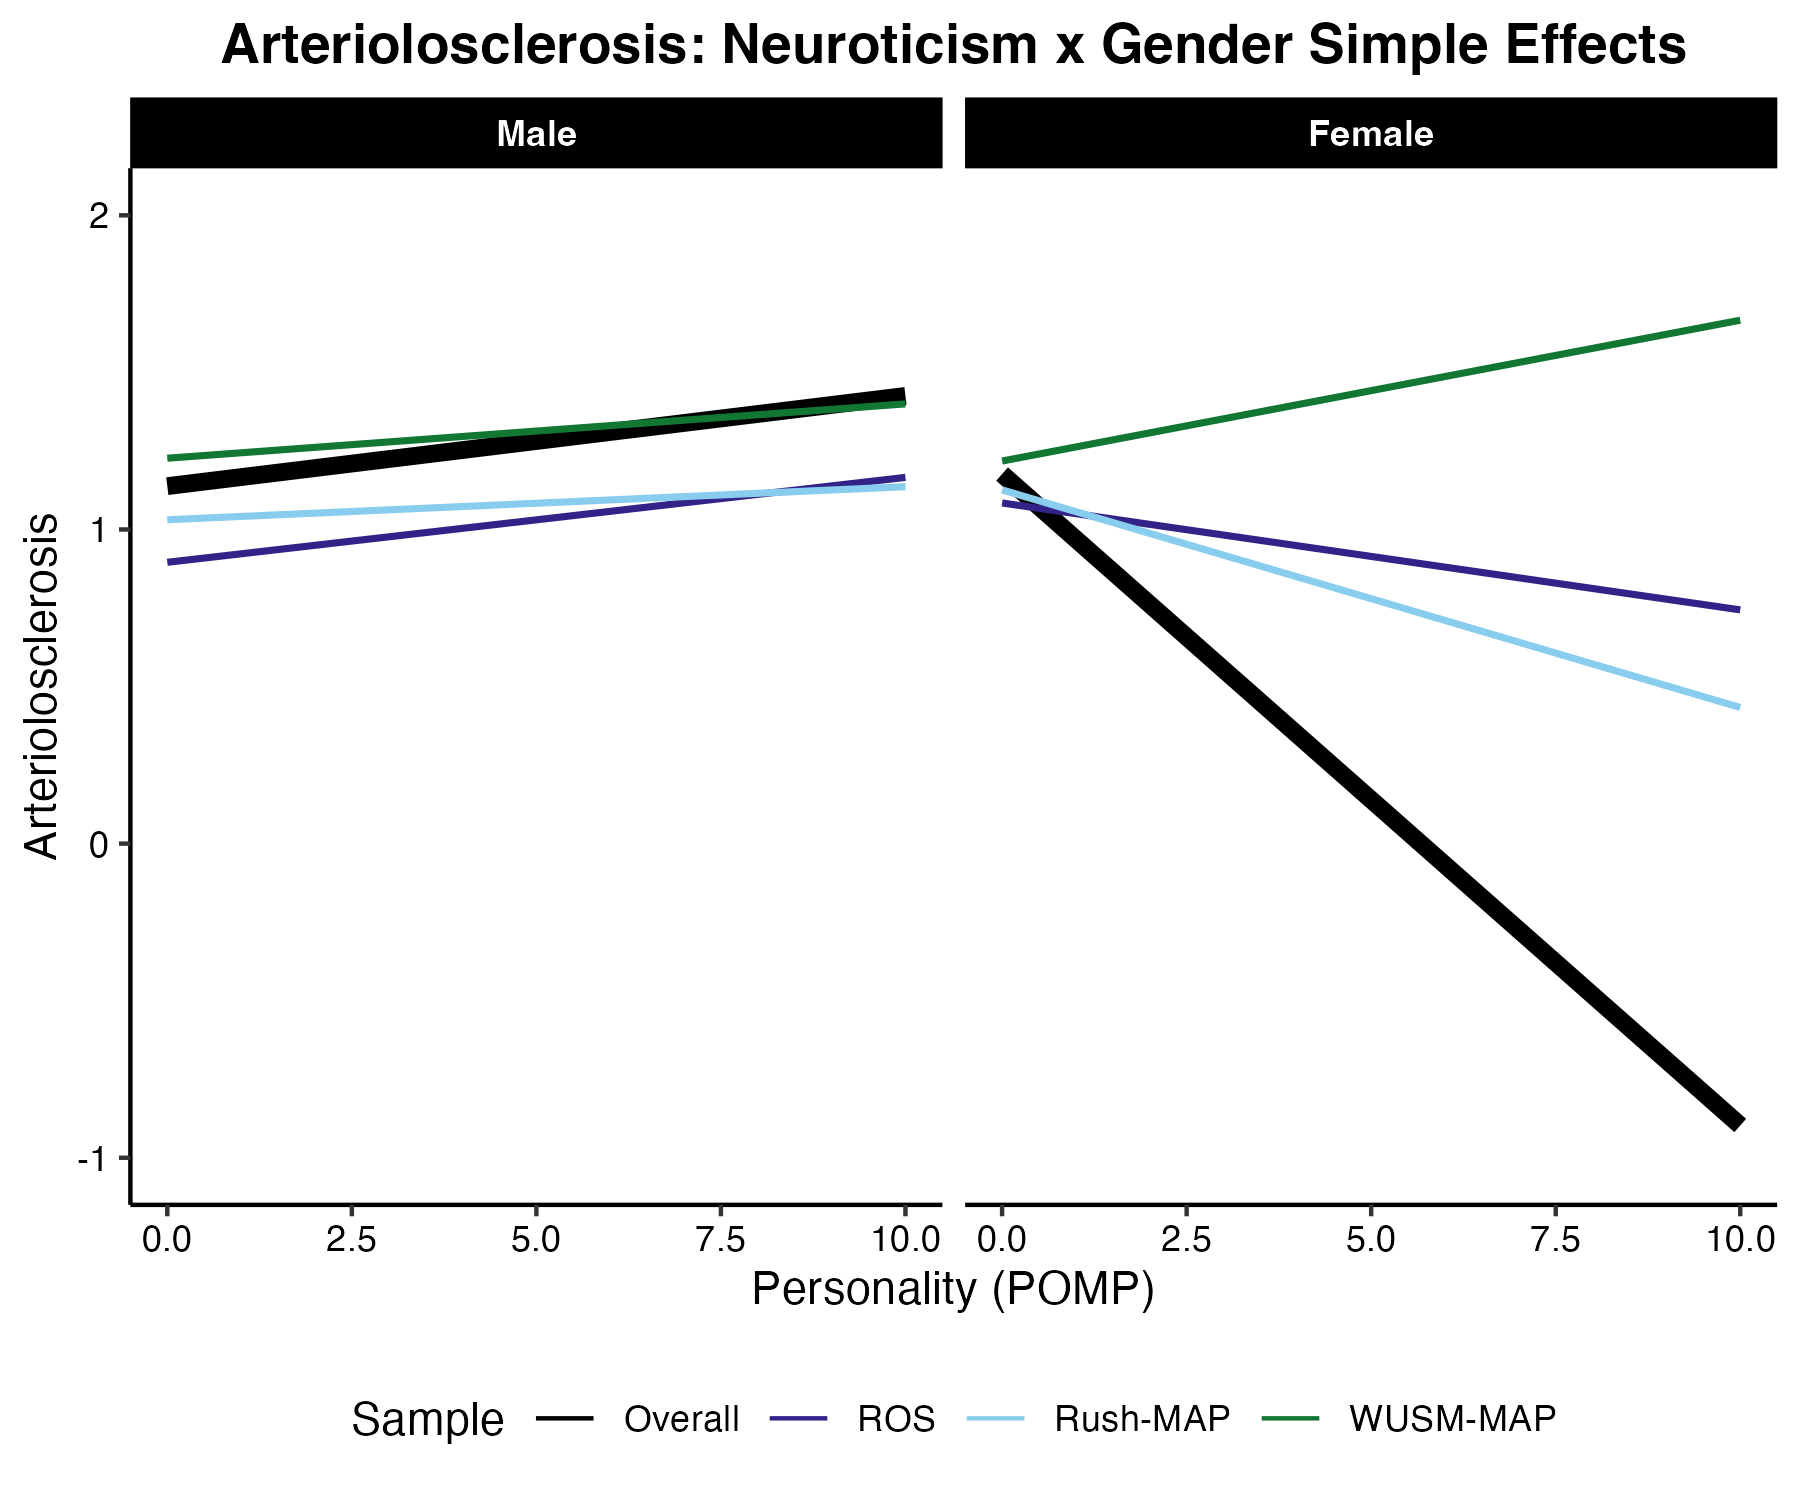 Arteriolosclerosis: Neuroticism x Gender Simple Effects
Male
Female
Arteriolosclerosis
2
1
0
-1
0.0 2.5 5.0 7.5 10.0
0.0 2.5 5.0 7.5 10.0
Personality (POMP)
Sample Overall ROS Rush-MAP WUSM-MAP